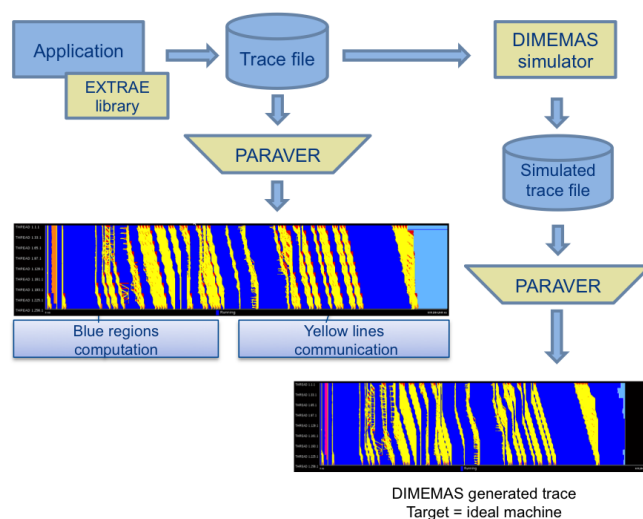 Application
EXTRAE
library
Trace file
DIMEMAS
simulator
PARAVER
Simulated
trace file
PARAVER
Running
Blue regions
computation
Yellow lines
communication
DIMEMAS generated trace
Target = ideal machine